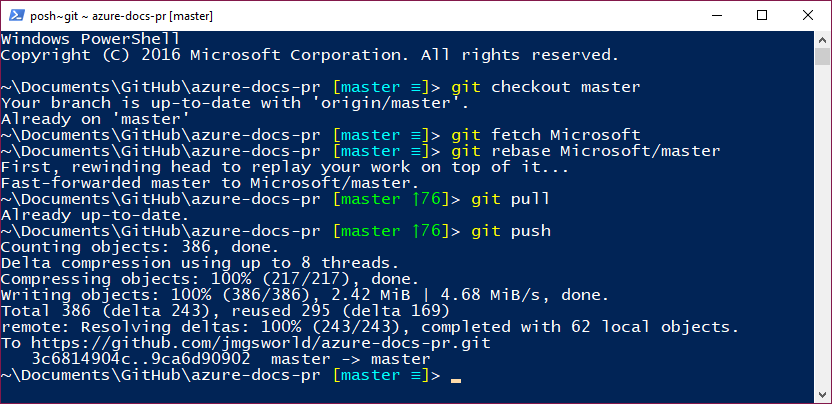 posh~git ~ azure-docs-pr [master]
Windows PowerShell
Copyright (C) 2016 Microsoft Corporation. All rights reserved.
~\Documents\GitHub\azure-docs-pr [master ≡]> git checkout master
Your branch is up-to-date with 'origin/master'.
Already on 'master'
~\Documents\GitHub\azure-docs-pr [master ≡]> git fetch Microsoft
~\Documents\GitHub\azure-docs-pr [master ≡]> git rebase Microsoft/master
First, rewinding head to replay your work on top of it...
Fast-forwarded master to Microsoft/master.
~\Documents\GitHub\azure-docs-pr [master ↑76]> git pull
Already up-to-date.
~\Documents\GitHub\azure-docs-pr [master ↑76]> git push
Counting objects: 386, done.
Delta compression using up to 8 threads.
Compressing objects: 100% (217/217), done.
Writing objects: 100% (386/386), 2.42 MiB | 4.68 MiB/s, done.
Total 386 (delta 243), reused 295 (delta 169)
remote: Resolving deltas: 100% (243/243), completed with 62 local objects.
To https://github.com/jmgsworld/azure-docs-pr.git
   3c6814904c..9ca6d90902  master -> master
~\Documents\GitHub\azure-docs-pr [master ≡]>